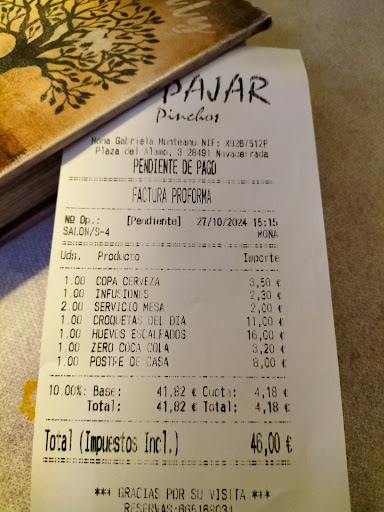 PAJAR
Pinchos
Mona Gabriela Munteanu NIF:
Plaza del Alamo, 3 28491 Navacerrada
PENDIENTE DE PAGO
FACTURA PROFORMA
Nº Op.: [Pendiente] 27/10/2024 15:15
SALON/S-4 MONA
Uds. Producto Importe
1.00 COPA CERVEZA 3,50 €
1.00 INFUSIONES 2,30 €
2.00 SERVICIO MESA 2,00 €
1.00 CROQUETAS DEL DIA 11,00 €
1.00 HUEVOS ESCALFADOS 16,00 €
1.00 ZERO COCA COLA 3,20 €
1.00 POSTRE DE CASA 8,00 €
10.00%: Base: 41,82 € Cuota: 4,18 €
Total: 41,82 € Total: 4,18 €
Total (Impuestos Incl.) 46,00 €
*** GRACIAS POR SU VISITA ***